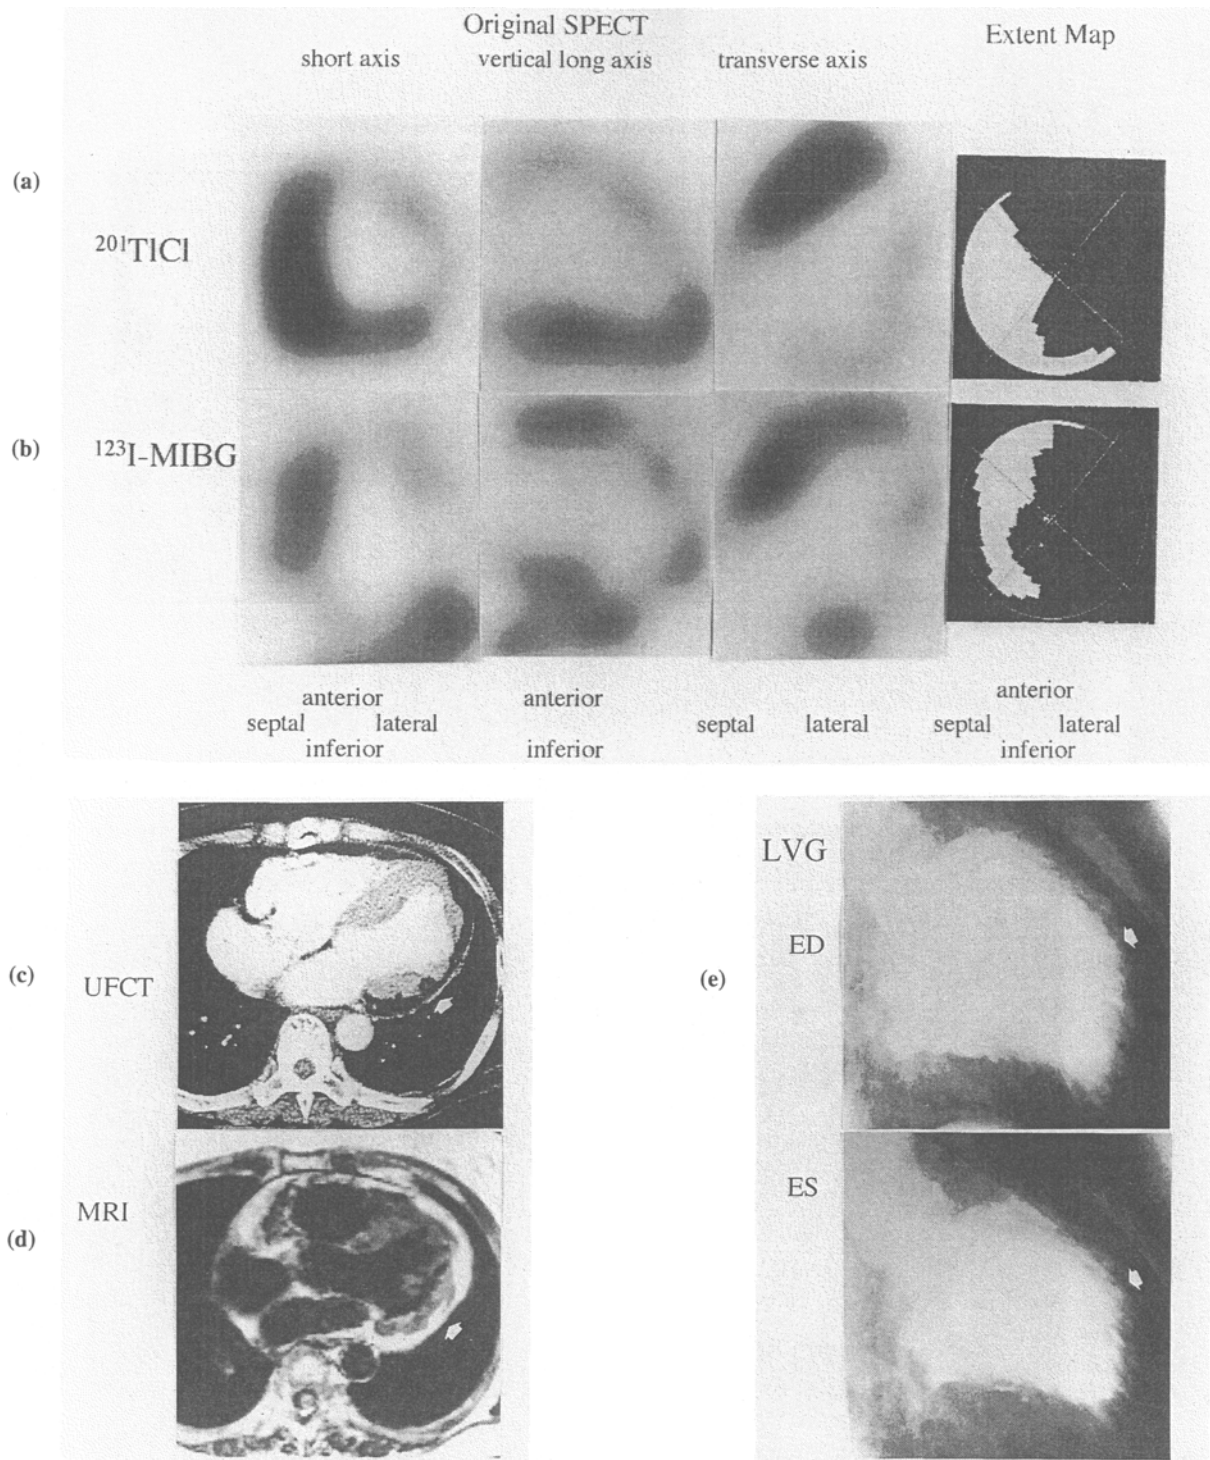 Original SPECT
short axis vertical long axis transverse axis Extent Map
(a)
201TlCl
(b)
123I-MIBG
anterior anterior anterior
septal lateral septal lateral septal lateral
inferior inferior inferior
(c)
UFCT
(d)
MRI
(e)
LVG
ED
ES